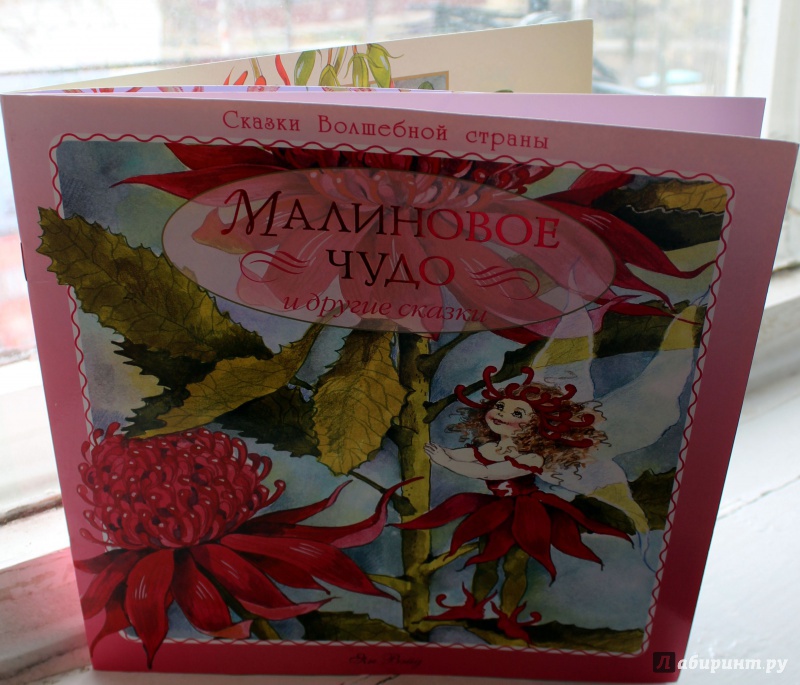 Сказки Волшебной страны
Малиновое
чудо
и другие сказки
Лабиринт.ру